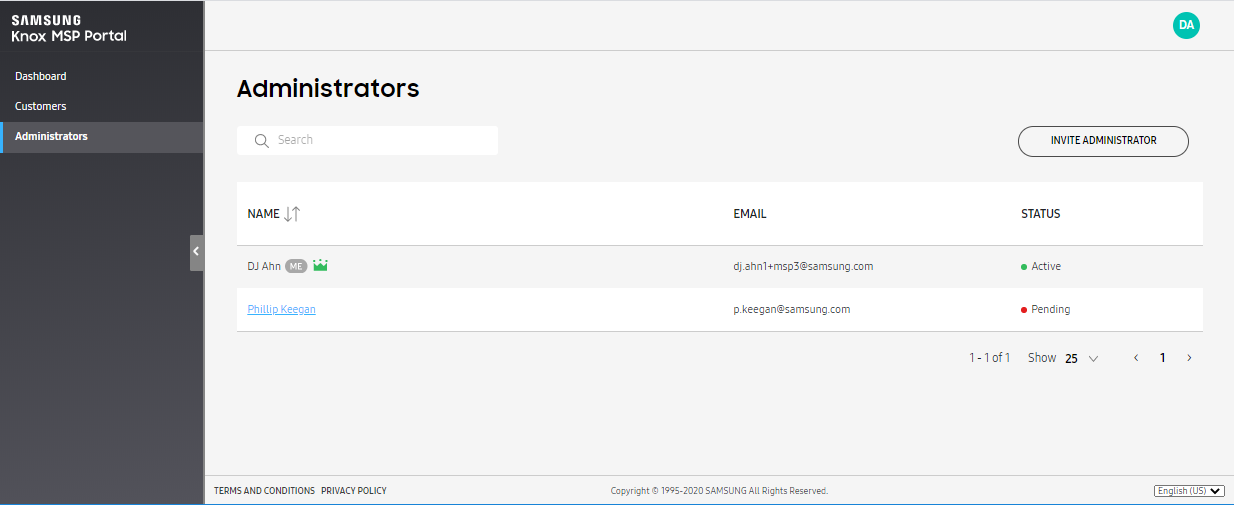 SAMSUNG
Knox MSP Portal
DA
Dashboard
Customers
Administrators
Administrators
Search
INVITE ADMINISTRATOR
NAME EMAIL STATUS
DJ Ahn ME dj.ahn1+msp3@samsung.com Active
Phillip Keegan p.keegan@samsung.com Pending
1 - 1 of 1 Show 25 1
TERMS AND CONDITIONS PRIVACY POLICY Copyright © 1995-2020 SAMSUNG All Rights Reserved. English (US)